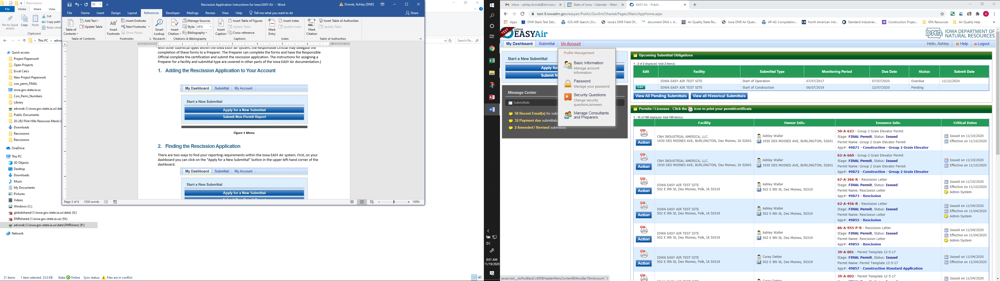 Rescissions
File Home Share View
Pin to Quick access
Copy
Paste
Cut
Copy path
Paste short
Clipboard
This PC > advor
Quick access
Project Paperwork
Open Projects
Excel Calcs
New Project Paperwork
con_perm_FINAL
iowa.gov.state.ia.us
Con_Perm_Numbers
Library
advorak (\\iowa.gov.state.ia.us\dat
Public Documents
20-282 Flint Hills Resouces Menlo L
Downloads
Rescissions
Rescissions
OneDrive
This PC
3D Objects
Desktop
Downloads
Music
My Documents
Pictures
Videos
Windows (C:)
globalshared (\\iowa.gov.state.ia.us\data) (G:)
DNRshared (\\iowa.gov.state.ia.us) (N:)
advorak (\\iowa.gov.state.ia.us\data\DNRUsers) (P:)
Network
21 items 1 item selected 23.0 KB State: Online Sync status: Files are in conflict
Search Re...
10
Rescission Application Instructions for Iowa EASY Air - Word
Dvorak, Ashley [DNR]
File Home Insert Design Layout References Developer Mailings Review View Help Tell me what you want to do Share
Table of Contents
Add Text
Update Table
Table of Contents
AB¹
Insert Footnote
Insert Endnote
Next Footnote
Show Notes
Footnotes
Smart Lookup
Research
Insert Citation
Manage Sources
Style: APA
Bibliography
Citations & Bibliography
Insert Caption
Insert Table of Figures
Update Table
Cross-reference
Captions
Mark Entry
Insert Index
Update Index
Index
Mark Citation
Insert Table of Authorities
Update Table
Table of Authorities
with other submittal types within the Iowa EASY Air system, the Responsible Official may delegate the
completion of these forms to a Preparer. The Preparer can complete the forms and have the Responsible
Official complete the certification and submit the rescission application. The instructions for assigning a
Preparer for a facility and submittal type are covered in other parts of the Iowa EASY Air documentation.)
1. Adding the Rescission Application to Your Account
My Dashboard Submittal My Account
Start a New Submittal
Apply for a New Submittal
Submit Non-Permit Report
Figure 1 Menu
2. Finding the Rescission Application
There are two ways to find your reporting requirements within the Iowa EASY Air system. First, on your
dashboard you can click on the “Apply for a New Submittal” button in the upper left-hand corner of the
dashboard.
My Dashboard Submittal My Account
Start a New Submittal
Apply for a New Submittal
Submit Non-Permit Report
Page 3 of 8 1030 words
100%
8:01 AM
11/19/2020
Inbox - ashley.dvorak@dnr.iowa
State of Iowa - Calendar - Week
EASY Air - Public
test-8.iowadnr.gov/easyair/Public/GovEnt/Shared/Pages/Main/AppHome.aspx
A
Apps DNR Stack Test Dat... ICIS-AIR Search | En... Iowa's DNR Field Of... document DNA v. 4... Air Quality State Re... Iowa DNR Air Quali... AP-42: Compilation... North American Ind... Standard Industrial... Construction Projec... EPA Resources Air Quality help
TEST
iowa
EASYAir
DNR IOWA DEPARTMENT OF
NATURAL RESOURCES
My Dashboard Submittal My Account
Hello, Ashley Help Logout
Start a New Submittal
Apply for
Submit N
Message Center
Submittals
58 Recent Email(s) for subm
32 Payment due submittals
2 Amended / Revised submittals.
Profile Management
Basic Information
Manage account
information
Password
Manage your password
Security Questions
Change security
questions/answers
Manage Consultants
and Preparers
Upcoming Submittal Obligations
1 - 2 of 2 displayed, total 2 item(s)
Edit Facility Submittal Type Monitoring Period Due Date Status Submit Date
IOWA EASY AIR TEST SITE Start of Operation 07/07/2017 07/07/2020 Overdue 11/12/2020
Edit IOWA EASY AIR TEST SITE Start of Construction 06/07/2019 12/07/2020 Pending
View All Pending Submittals View all Historical Submittals
Permits / Licenses - Click the icon to print your permit/certificate
1 - 15 of 190 displayed, total 190 item(s)
Facility Owner Info. Issuance Info. Critical Dates
Action
CNH INDUSTRIAL AMERICA, LLC.
1930 DES MOINES AVE, BURLINGTON, Des Moines, IA 52601
Ashley Waller
1930 DES MOINES AVE, BURLINGTON, 52601
50-A-623 - Group 2 Grain Elevator Permit
Stage: FINAL Permit, Status: Issued
Permit Name: Group 2 Grain Elevator Permit
App#: 49871 - Construction - Group 2 Grain Elevator
Issued on 11/10/2020
Effective on 11/10/2020
Action
CNH INDUSTRIAL AMERICA, LLC.
1930 DES MOINES AVE, BURLINGTON, Des Moines, IA 52601
Ashley Waller
1930 DES MOINES AVE, BURLINGTON, 52601
62-A-660 - Group 2 Grain Elevator Permit
Stage: FINAL Permit, Status: Issued
Permit Name: Group 2 Grain Elevator Permit
App#: 49872 - Construction - Group 2 Grain Elevator
Issued on 11/10/2020
Effective on 11/10/2020
Action
IOWA EASY AIR TEST SITE
502 E 9th St, Des Moines, Polk, IA 50319
Ashley Waller
502 E 9th St, Des Moines, 50319
67-A-266-R - Rescission Letter
Stage: FINAL Permit, Status: Issued
Permit Name: Rescission Letter
App#: 49873 - Rescission
Issued on 11/10/2020
Effective on 11/10/2020
Admin System
Action
IOWA EASY AIR TEST SITE
502 E 9th St, Des Moines, Polk, IA 50319
Ashley Waller
502 E 9th St, Des Moines, 50319
62-A-456-R - Rescission Letter
Stage: FINAL Permit, Status: Issued
Permit Name: Rescission Letter
App#: 49855 - Rescission
Issued on 11/04/2020
Effective on 11/04/2020
Admin System
Action
IOWA EASY AIR TEST SITE
502 E 9th St, Des Moines, Polk, IA 50319
Ashley Waller
502 E 9th St, Des Moines, 50319
86-A-955-P-R - Rescission Letter
Stage: FINAL Permit, Status: Issued
Permit Name: Rescission Letter
App#: 49855 - Rescission
Issued on 11/04/2020
Effective on 11/04/2020
Admin System
Action
IOWA EASY AIR TEST SITE
502 E 9th St, Des Moines, Polk, IA 50319
Corey Detter
502 E 9th St, Des Moines, 50319
39-A-001 - Permit Template 12-5-17
Stage: FINAL Permit, Status: Issued
Permit Name: Permit Template 12-5-17
App#: 49857 - Construction Standard Application
Issued on 11/04/2020
Effective on 11/04/2020
39-A-002 - Permit Template 12-5-17
javascript:__doPostBack('ctl00$HeaderMenuContent$MenuBar1$mAccount','')